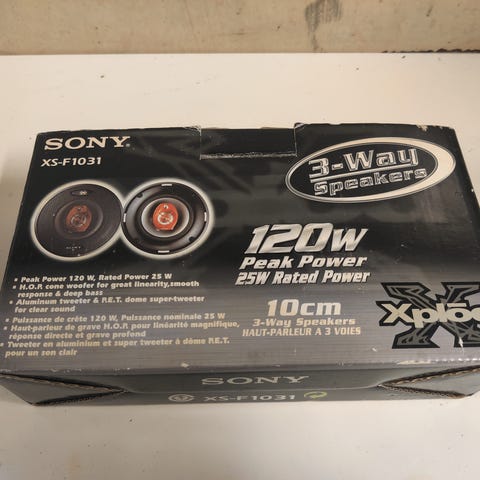 SONY
XS-F1031
3-Way
Speakers
120W
Peak Power
25W Rated Power
• Peak Power 120 W, Rated Power 25 W
• H.O.P. cone woofer for great linearity, smooth
response & deep bass
• Aluminum tweeter & P.E.T. dome super-tweeter
for clear sound
• Puissance de crête 120 W, Puissance nominale 25 W
• Haut-parleur de grave H.O.P. pour linéarité magnifique,
réponse directe et grave profond
• Tweeter en aluminium et super tweeter à dôme P.E.T.
pour un son clair
10cm
3-Way Speakers
HAUT-PARLEUR A 3 VOIES
Xplōd
SONY
XS-F1031